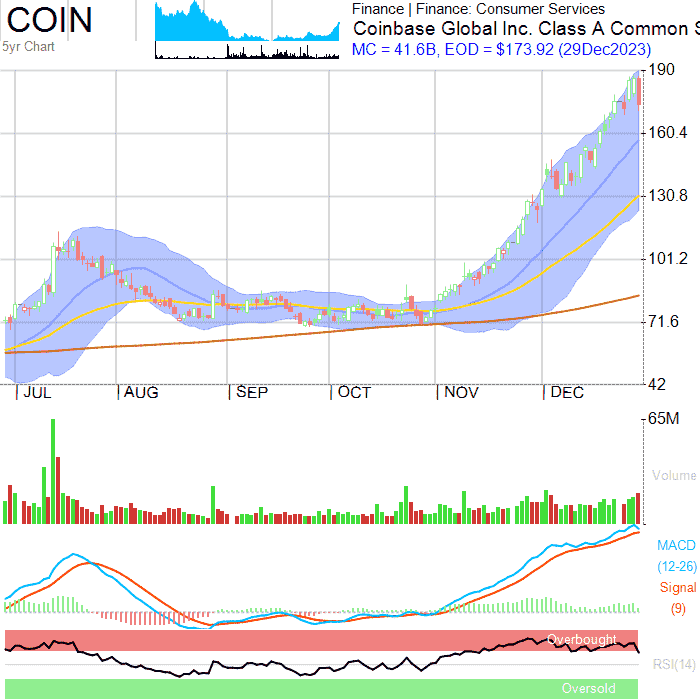 COIN
5yr Chart
Finance | Finance: Consumer Services
Coinbase Global Inc. Class A Common S
MC = 41.6B, EOD = $173.92 (29Dec2023)
190
160.4
130.8
101.2
71.6
42
JUL AUG SEP OCT NOV DEC
65M
Volume
MACD
(12-26)
Signal
(9)
Overbought
RSI(14)
Oversold